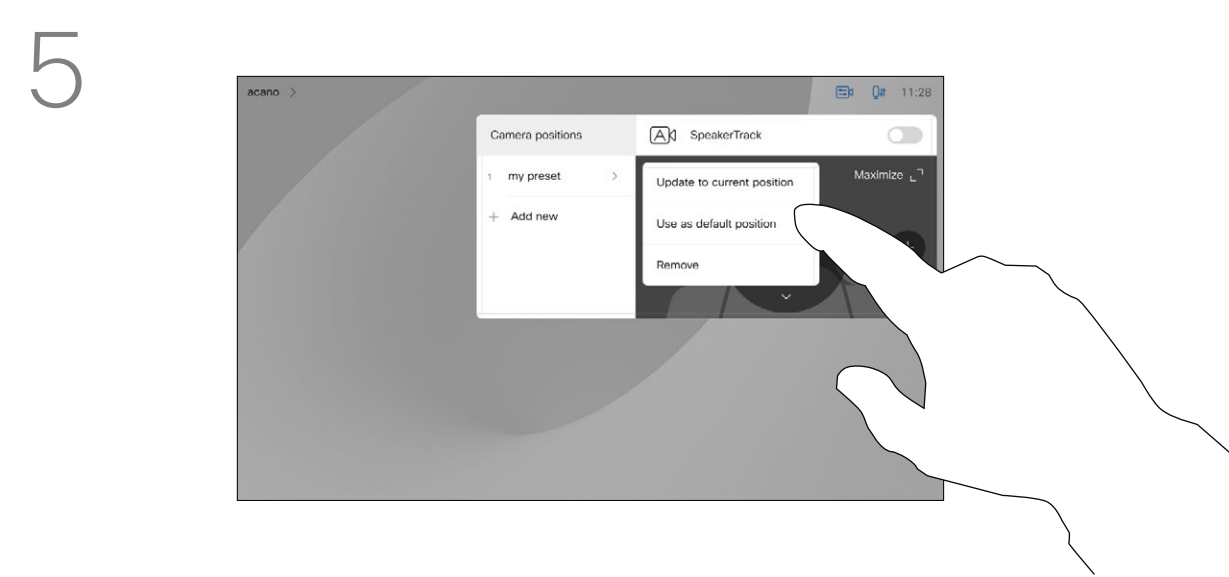 5
acano >
11:28
Camera positions
SpeakerTrack
1 my preset >
+ Add new
Update to current position
Maximize
Use as default position
Remove